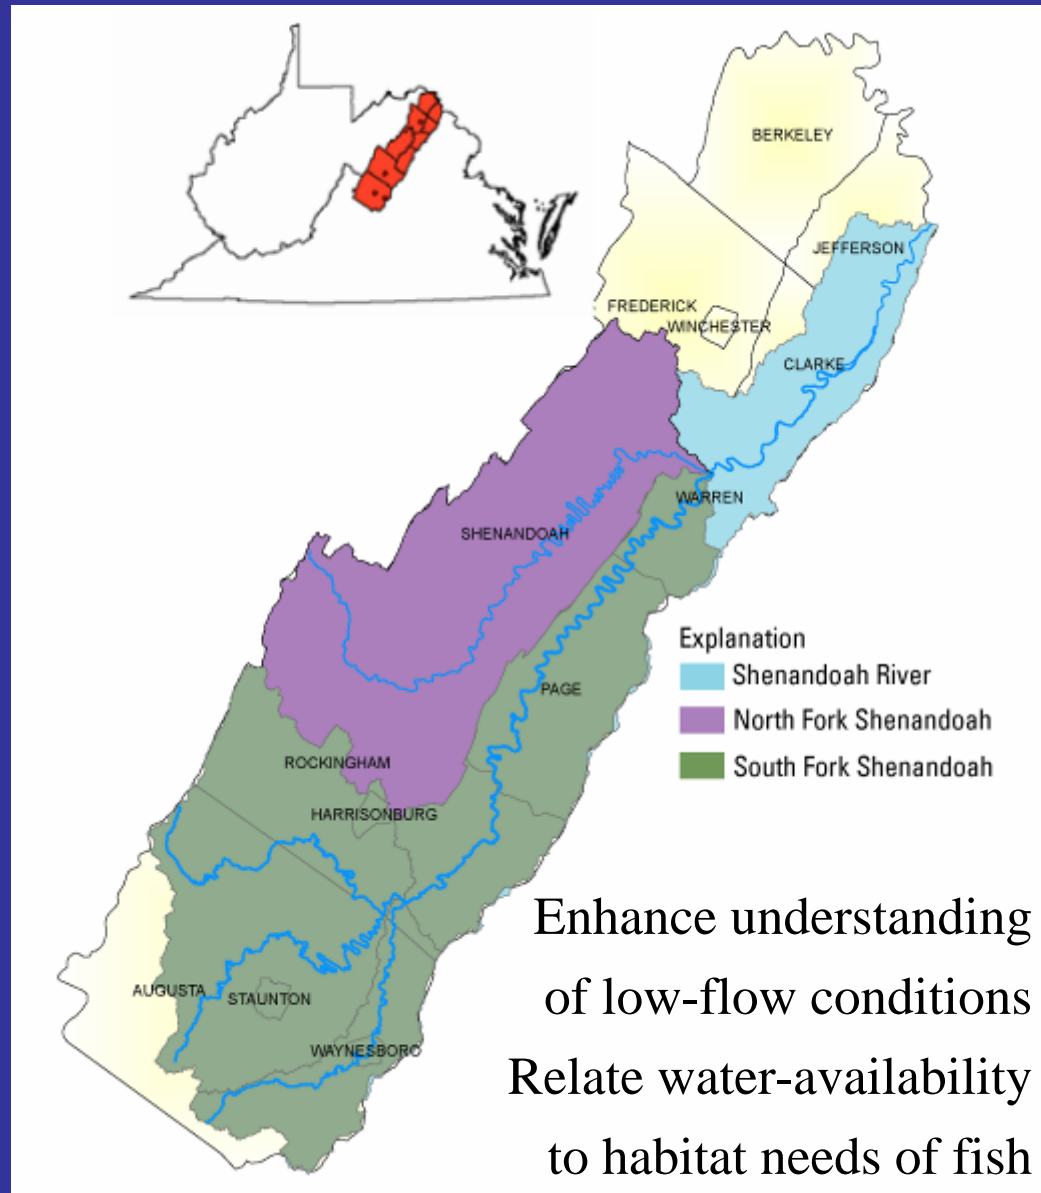 BERKELEY
JEFFERSON
FREDERICK
WINCHESTER
CLARKE
WARREN
SHENANDOAH
Explanation
Shenandoah River
North Fork Shenandoah
South Fork Shenandoah
PAGE
ROCKINGHAM
HARRISONBURG
Enhance understanding
of low-flow conditions
Relate water-availability
to habitat needs of fish
AUGUSTA
STAUNTON
WAYNESBORO